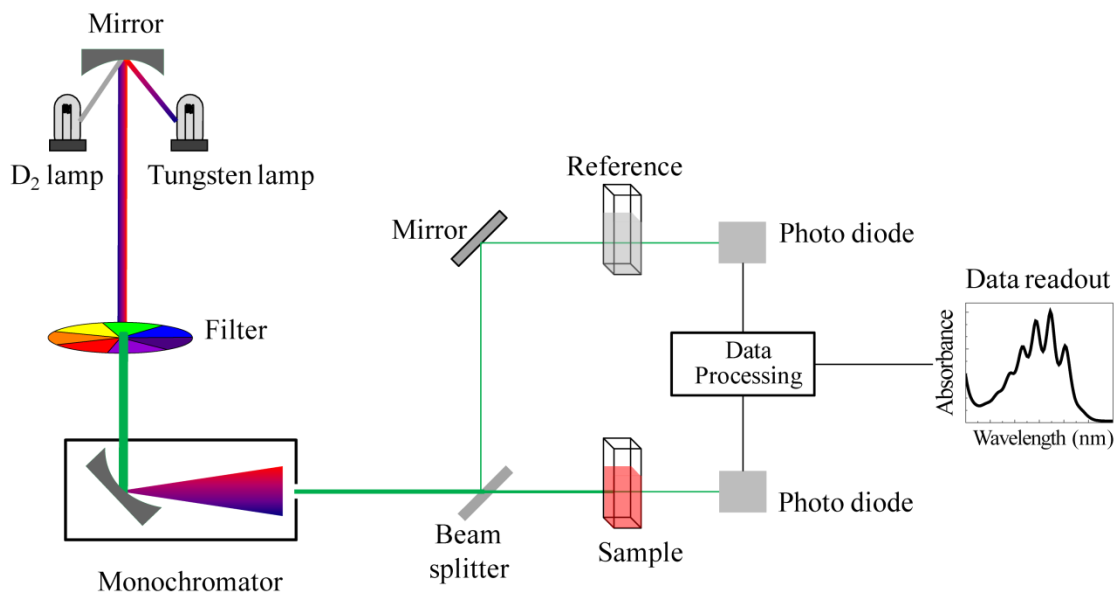 Mirror
D₂ lamp
Tungsten lamp
Filter
Monochromator
Mirror
Reference
Photo diode
Data
Processing
Beam
splitter
Sample
Photo diode
Data readout
Absorbance
Wavelength (nm)